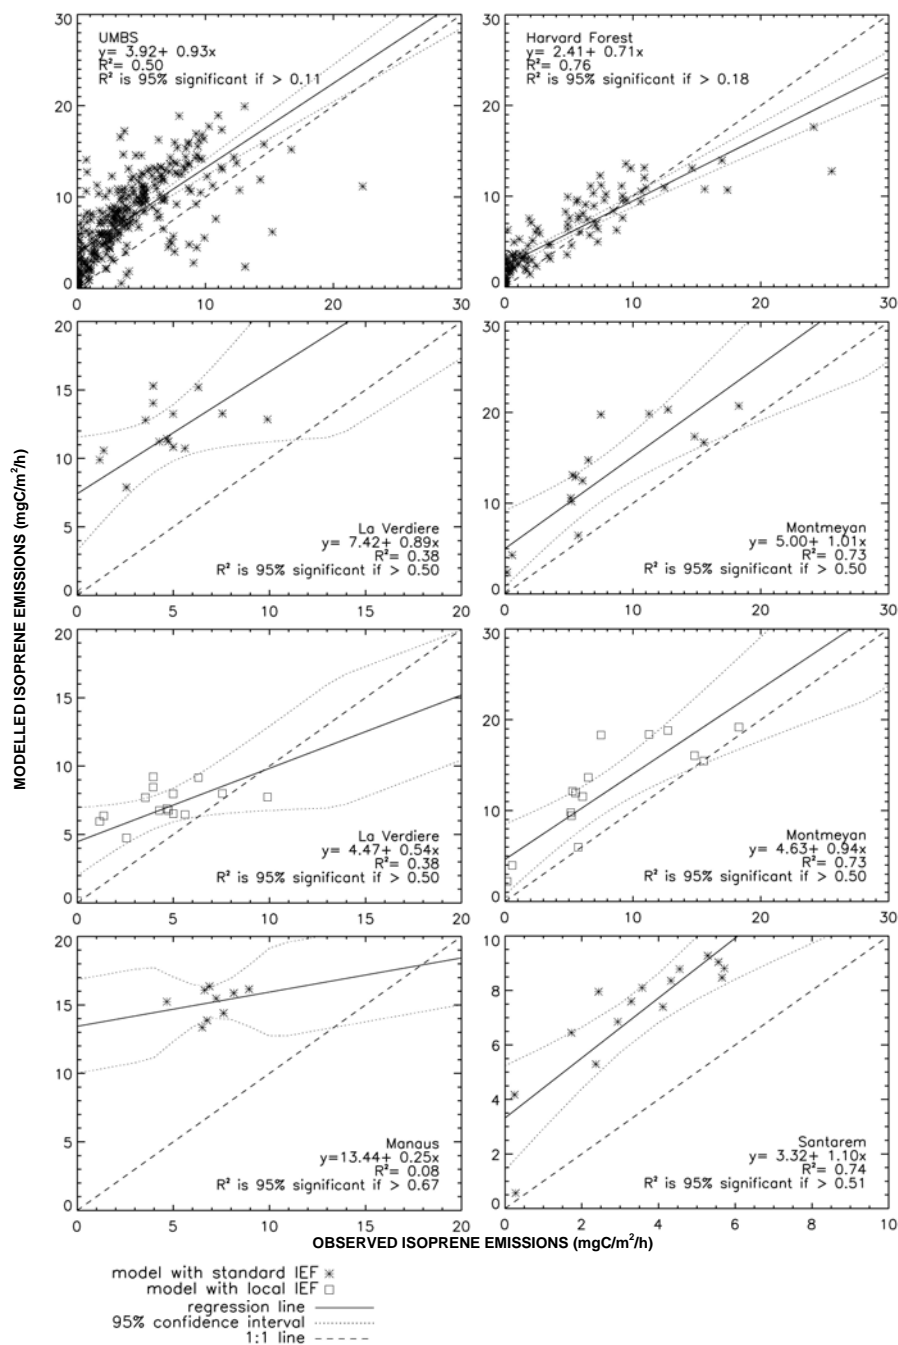 UMBS
y= 3.92+ 0.93x
R²= 0.50
R² is 95% significant if > 0.11
30
20
10
0
0 10 20 30
Harvard Forest
y= 2.41+ 0.71x
R²= 0.76
R² is 95% significant if > 0.18
30
20
10
0
0 10 20 30
20
15
10
5
0
La Verdiere
y= 7.42+ 0.89x
R²= 0.38
R² is 95% significant if > 0.50
0 5 10 15 20
30
20
10
0
Montmeyan
y= 5.00+ 1.01x
R²= 0.73
R² is 95% significant if > 0.50
0 10 20 30
MODELLED ISOPRENE EMISSIONS (mgC/m²/h)
20
15
10
5
0
La Verdiere
y= 4.47+ 0.54x
R²= 0.38
R² is 95% significant if > 0.50
0 5 10 15 20
30
20
10
0
Montmeyan
y= 4.63+ 0.94x
R²= 0.73
R² is 95% significant if > 0.50
0 10 20 30
20
15
10
5
0
Manaus
y=13.44+ 0.25x
R²= 0.08
R² is 95% significant if > 0.67
0 5 10 15 20
10
8
6
4
2
0
Santarem
y= 3.32+ 1.10x
R²= 0.74
R² is 95% significant if > 0.51
0 2 4 6 8 10
OBSERVED ISOPRENE EMISSIONS (mgC/m²/h)
model with standard IEF
model with local IEF
regression line
95% confidence interval
1:1 line